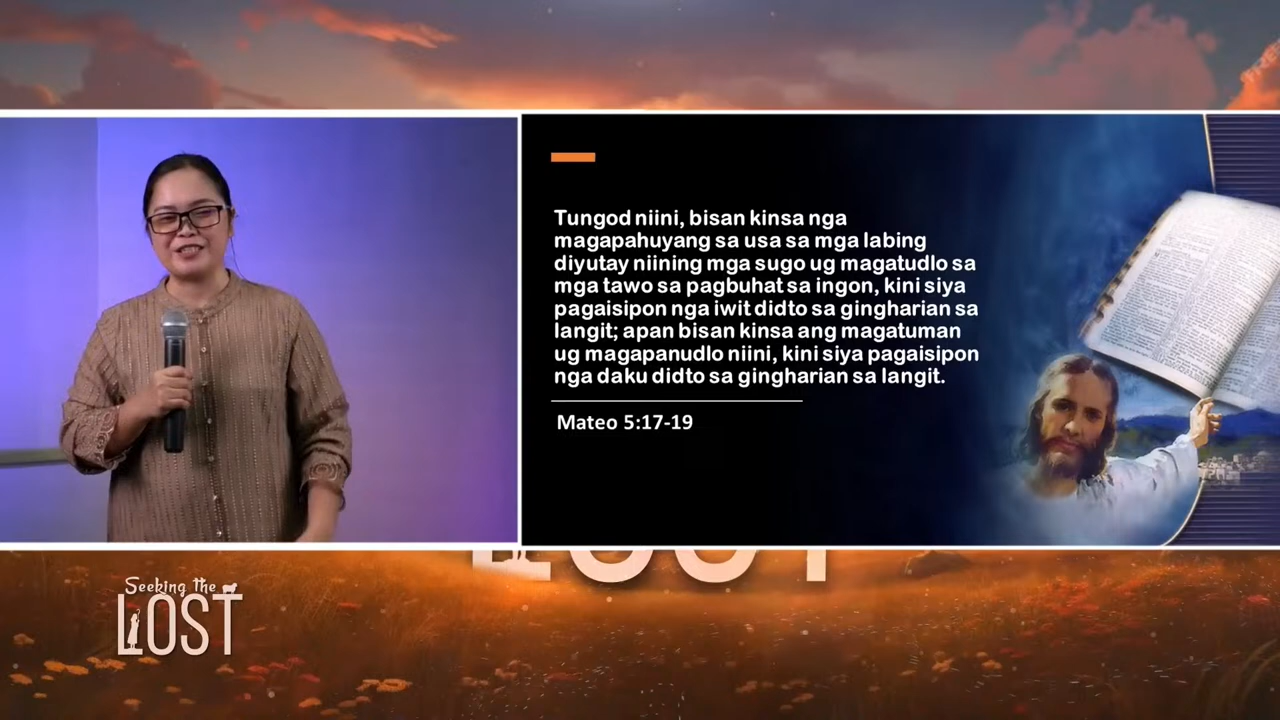 Tungod niini, bisan kinsa nga
magapahuyang sa usa sa mga labing
diyutay niining mga sugo ug magatudlo sa
mga tawo sa pagbuhat sa ingon, kini siya
pagaisipon nga iwit didto sa gingharian sa
langit; apan bisan kinsa ang magatuman
ug magapanudlo niini, kini siya pagaisipon
nga daku didto sa gingharian sa langit.
Mateo 5:17-19
LOST
Seeking the
LOST